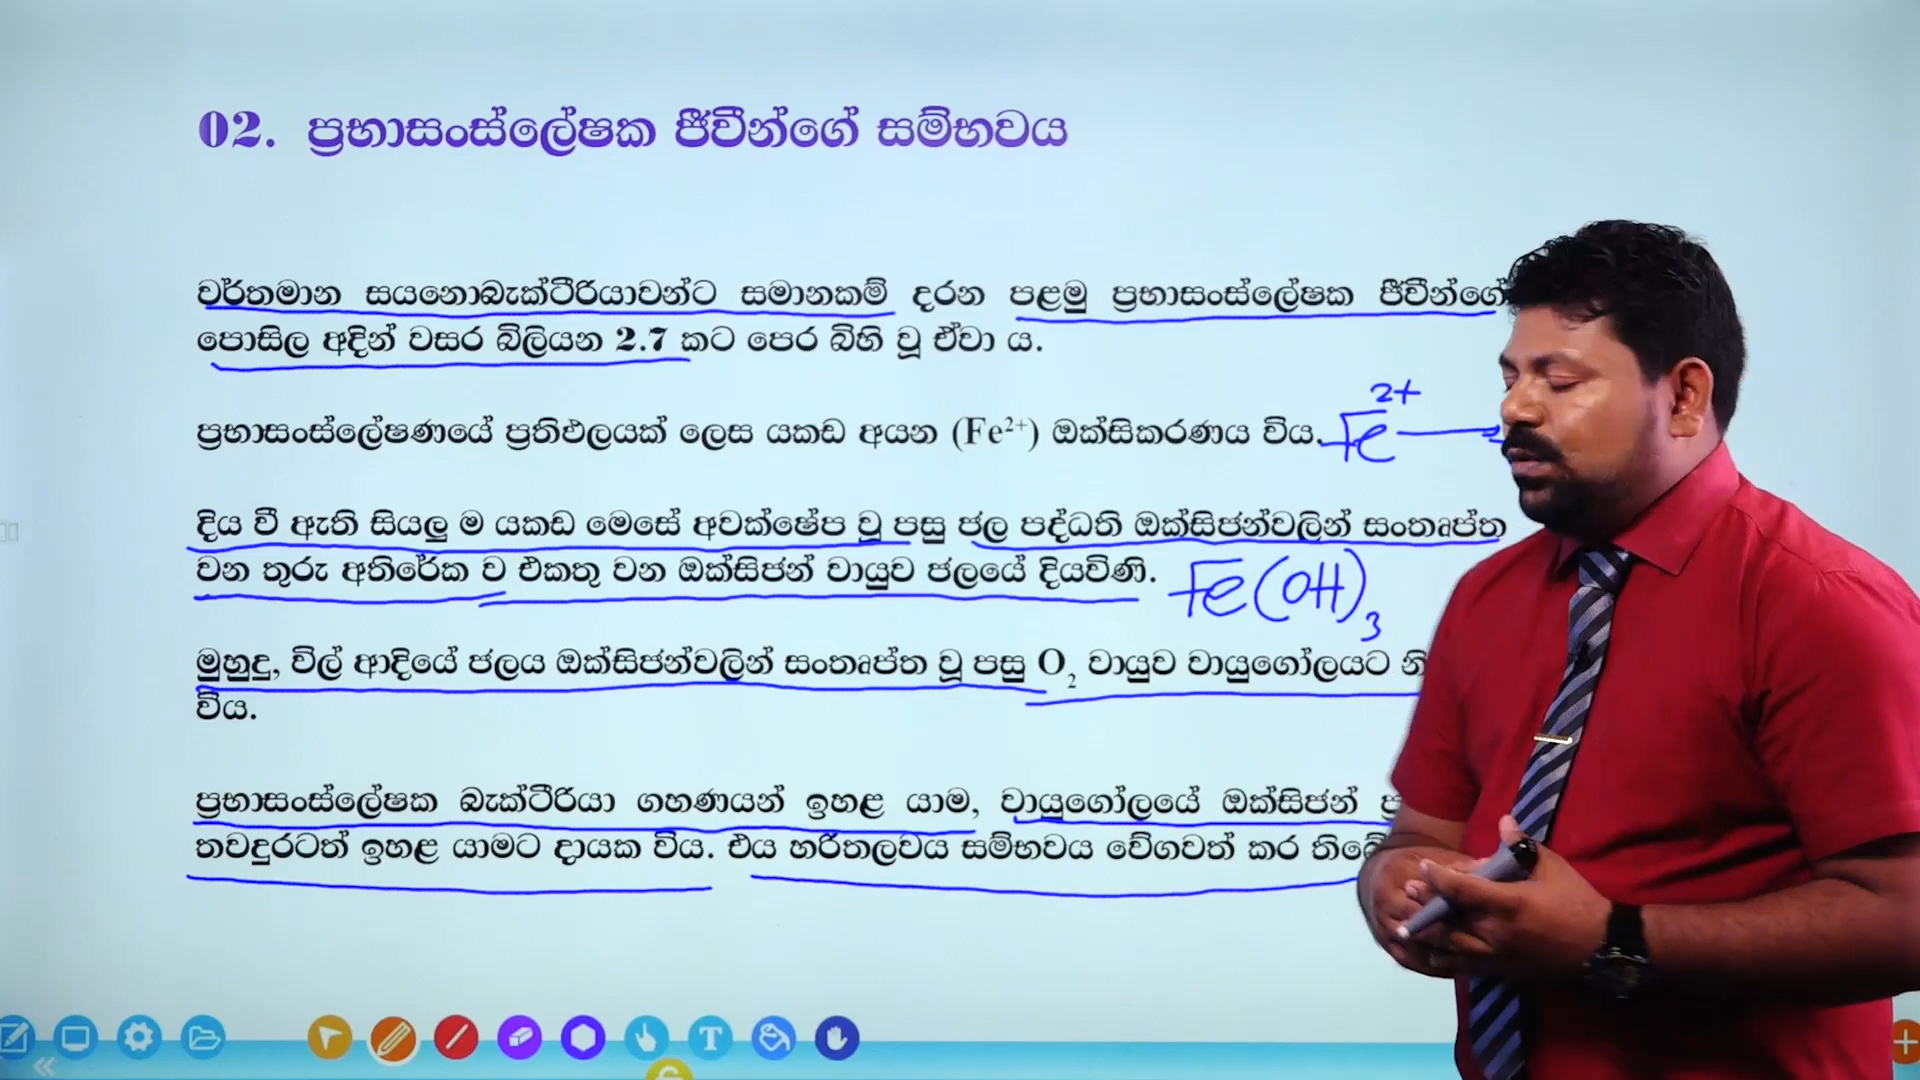 02. ප්‍රභාසංස්ලේෂක ජීවීන්ගේ සම්භවය
වර්තමාන සයනොබැක්ටීරියාවන්ට සමානකම් දරන පළමු ප්‍රභාසංස්ලේෂක ජීවීන්ගේ
පොසිල අදින් වසර බිලියන 2.7 කට පෙර බිහි වූ ඒවා ය.
2+
ප්‍රභාසංස්ලේෂණයේ ප්‍රතිඵලයක් ලෙස යකඩ අයන (Fe²⁺) ඔක්සිකරණය විය. Fe
දිය වී ඇති සියලු ම යකඩ මෙසේ අවක්ෂේප වූ පසු ජල පද්ධති ඔක්සිජන්වලින් සංතෘප්ත
වන තුරු අතිරේක ව එකතු වන ඔක්සිජන් වායුව ජලයේ දියවිණි. Fe(OH)₃
මුහුදු, විල් ආදියේ ජලය ඔක්සිජන්වලින් සංතෘප්ත වූ පසු O₂ වායුව වායුගෝලයට
විය.
ප්‍රභාසංස්ලේෂක බැක්ටීරියා ගහණයන් ඉහළ යාම, වායුගෝලයේ ඔක්සිජන්
තවදුරටත් ඉහළ යාමට දායක විය. එය හරිතලවය සම්භවය වේගවත් කර
T